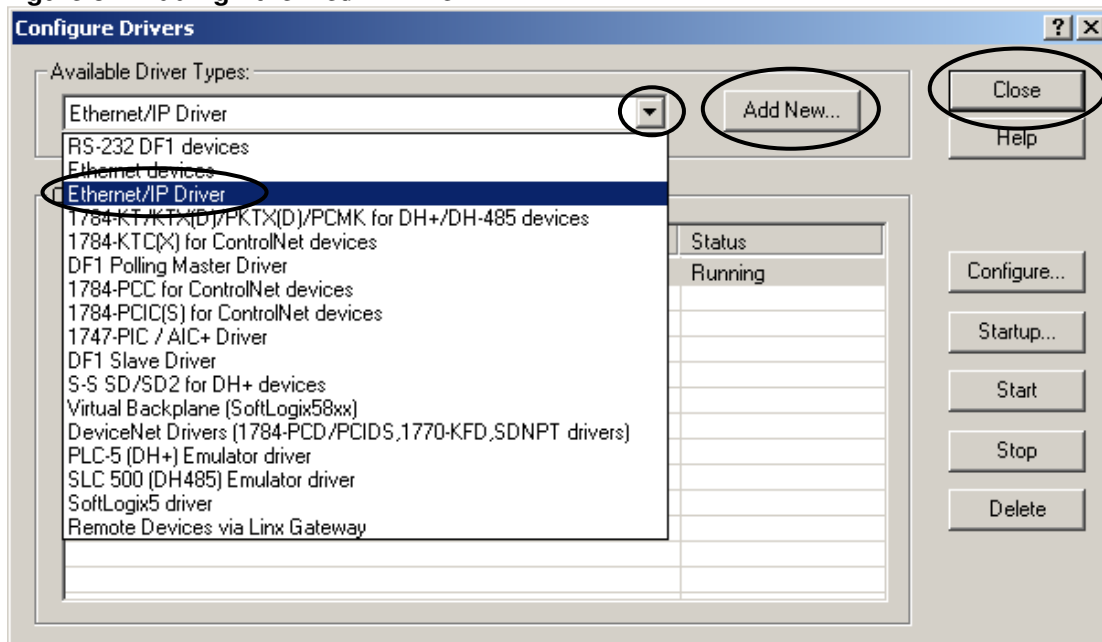 Configure Drivers
Available Driver Types:
Ethernet/IP Driver
Add New...
Close
Help
RS-232 DF1 devices
Ethernet devices
Ethernet/IP Driver
1784-KT/KTX(D)/PKTX(D)/PCMK for DH+/DH-485 devices
1784-KTC(X) for ControlNet devices
DF1 Polling Master Driver
1784-PCC for ControlNet devices
1784-PCIC(S) for ControlNet devices
1747-PIC / AIC+ Driver
DF1 Slave Driver
S-S SD/SD2 for DH+ devices
Virtual Backplane (SoftLogix58xx)
DeviceNet Drivers (1784-PCD/PCIDS,1770-KFD,SDNPT drivers)
PLC-5 (DH+) Emulator driver
SLC 500 (DH485) Emulator driver
SoftLogix5 driver
Remote Devices via Linx Gateway
Status
Running
Configure...
Startup...
Start
Stop
Delete